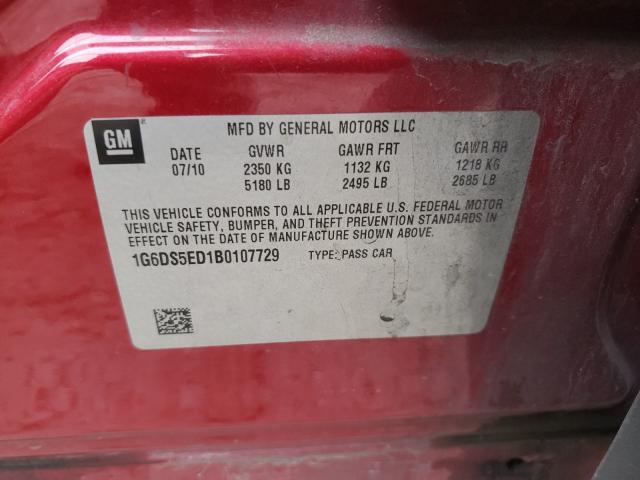 GM
MFD BY GENERAL MOTORS LLC
DATE GVWR GAWR FRT GAWR RR
07/10 2350 KG 1132 KG 1218 KG
5180 LB 2495 LB 2685 LB
THIS VEHICLE CONFORMS TO ALL APPLICABLE U.S. FEDERAL MOTOR
VEHICLE SAFETY, BUMPER, AND THEFT PREVENTION STANDARDS IN
EFFECT ON THE DATE OF MANUFACTURE SHOWN ABOVE.
1G6DS5ED1B0107729 TYPE: PASS CAR